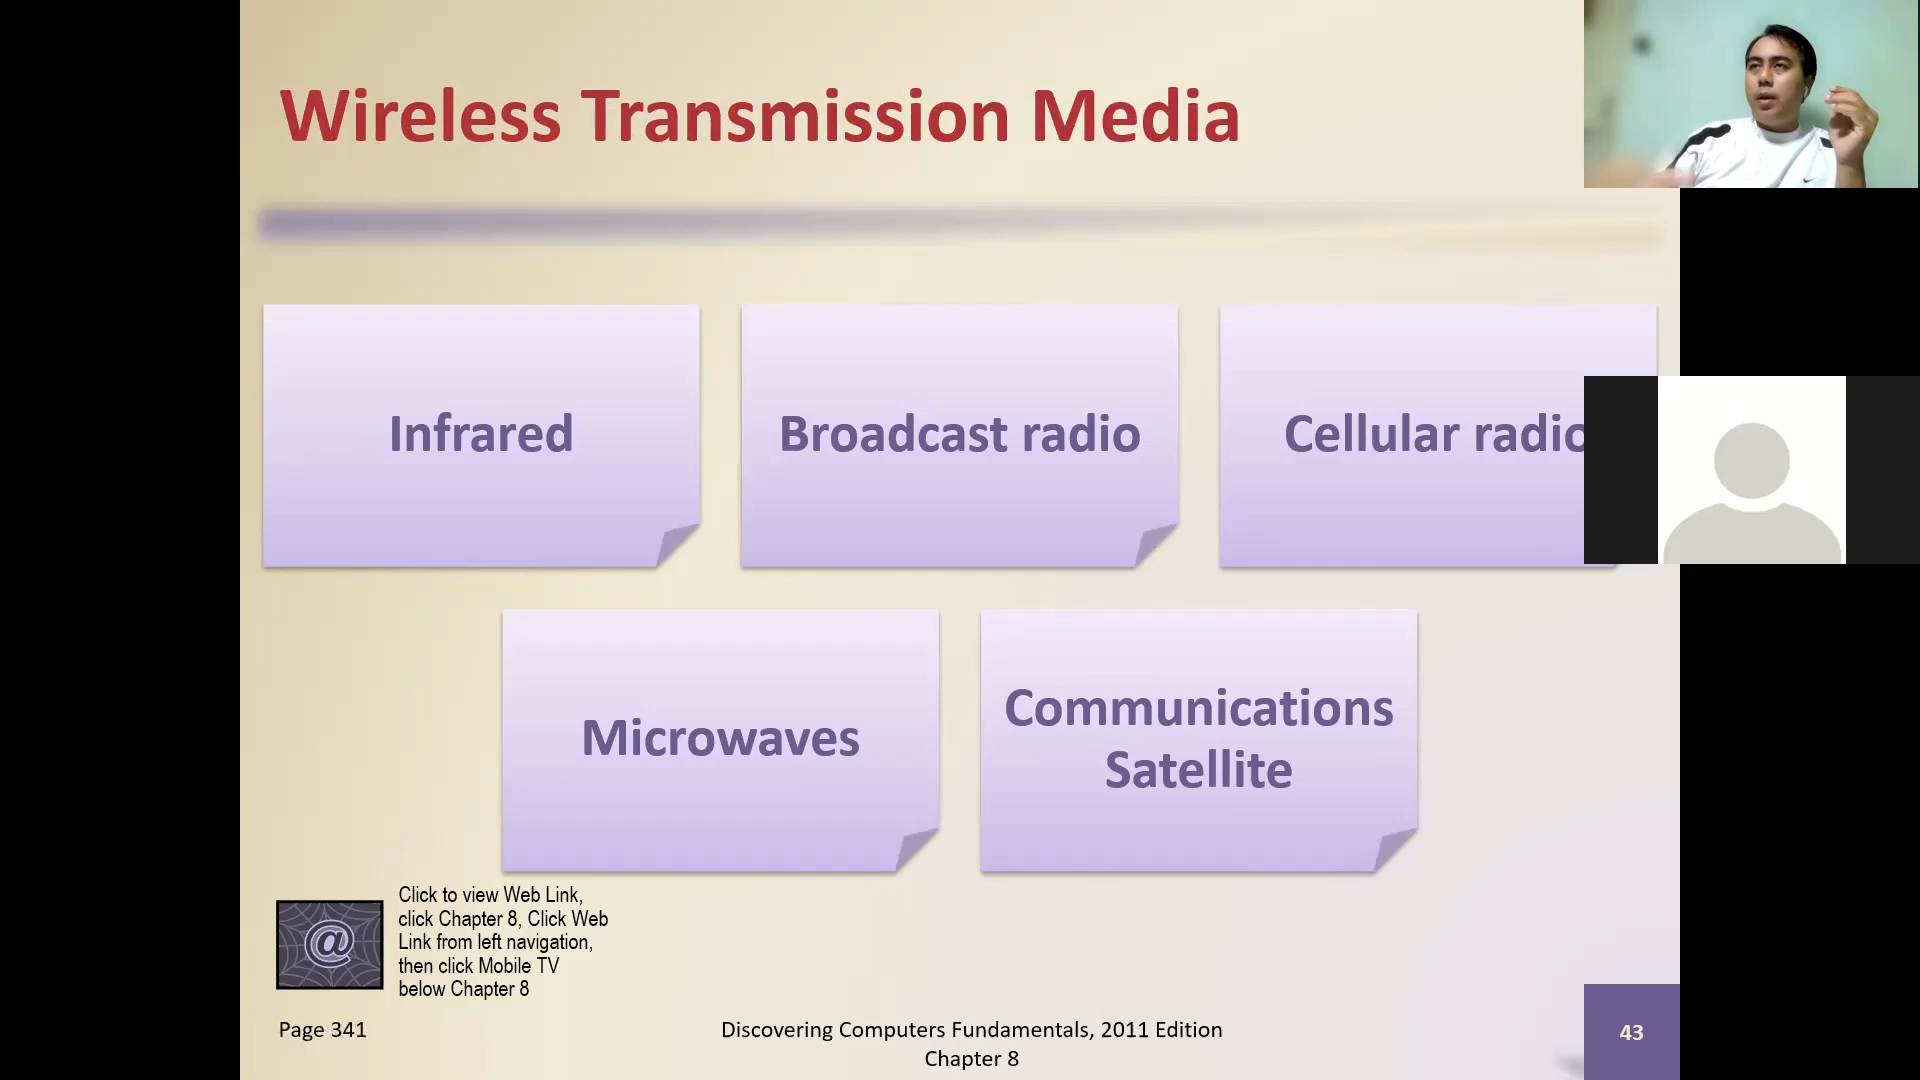 Wireless Transmission Media
Infrared
Broadcast radio
Cellular radio
Microwaves
Communications
Satellite
Click to view Web Link,
click Chapter 8, Click Web
Link from left navigation,
then click Mobile TV
below Chapter 8
Page 341
Discovering Computers Fundamentals, 2011 Edition
Chapter 8
43